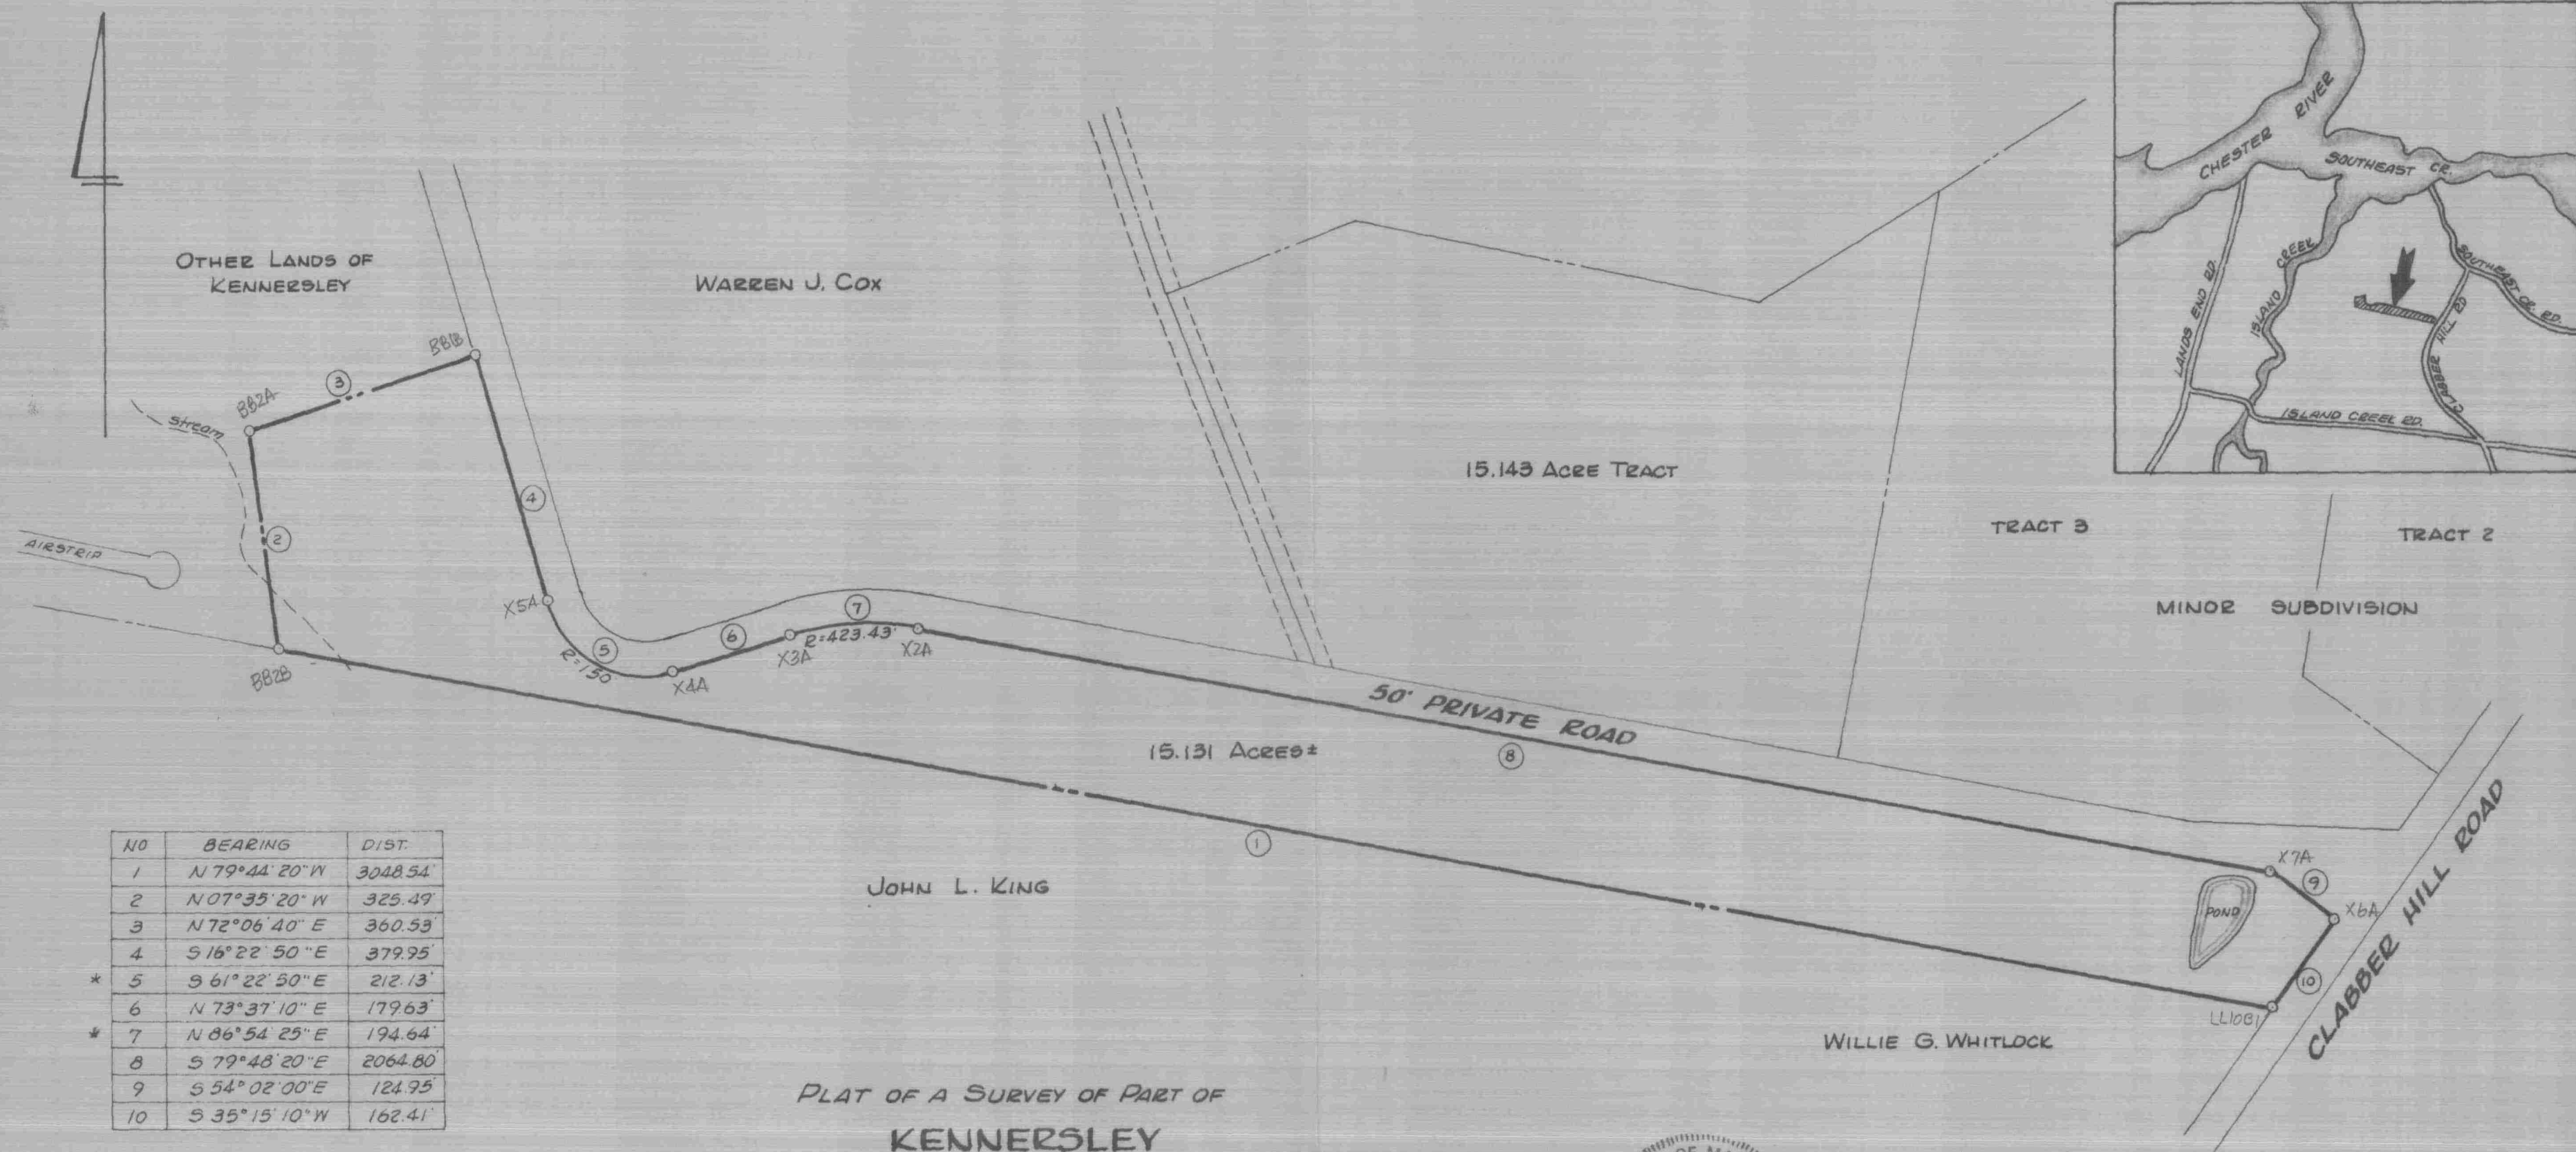 OTHER LANDS OF
KENNERSLEY
WARREN J. COX
BB1B
3
BB2A
stream
2
4
AIRSTRIP
BB2B
X5A
5
R=150
X4A
6
7
R=423.43'
X3A
X2A
15.143 ACRE TRACT
TRACT 3
TRACT 2
MINOR SUBDIVISION
50' PRIVATE ROAD
15.131 ACRES±
8
1
JOHN L. KING
WILLIE G. WHITLOCK
POND
X7A
9
X6A
10
LL10B1
CLABBER HILL ROAD
CHESTER RIVER
SOUTHEAST CR.
LANDS END RD.
ISLAND CREEK
SOUTHEAST CR. RD.
CLABBER HILL RD
ISLAND CREEK RD.
NO BEARING DIST.
1 N 79° 44' 20" W 3048.54'
2 N 07° 35' 20" W 325.49'
3 N 72° 06' 40" E 360.53'
4 S 16° 22' 50" E 379.95'
* 5 S 61° 22' 50" E 212.13'
6 N 73° 37' 10" E 179.63'
* 7 N 86° 54' 25" E 194.64'
8 S 79° 48' 20" E 2064.80'
9 S 54° 02' 00" E 124.95'
10 S 35° 15' 10" W 162.41'
PLAT OF A SURVEY OF PART OF
KENNERSLEY